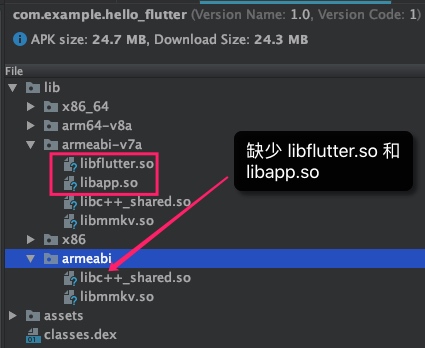 com.example.hello_flutter (Version Name: 1.0, Version Code: 1)
APK size: 24.7 MB, Download Size: 24.3 MB
File
lib
x86_64
arm64-v8a
armeabi-v7a
libflutter.so
libapp.so
libc++_shared.so
libmmkv.so
x86
armeabi
libc++_shared.so
libmmkv.so
assets
classes.dex
缺少 libflutter.so 和
libapp.so